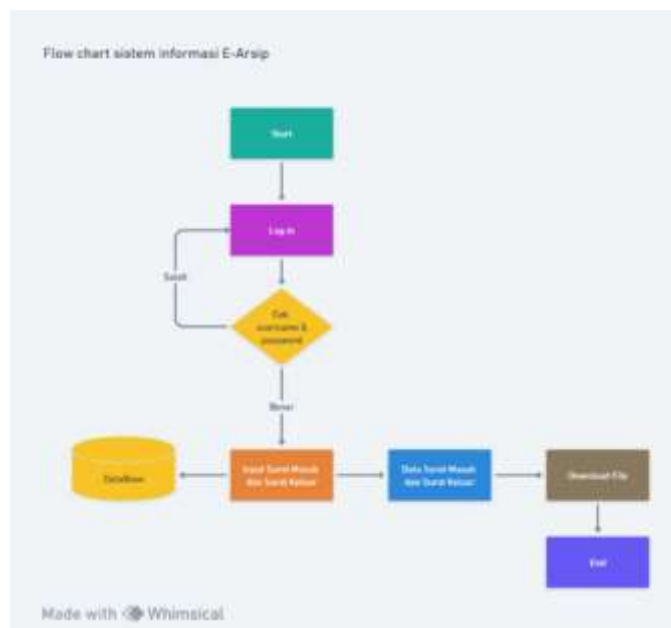 Flow chart sistem informasi E-Arsip
Start
Log in
Salah
Cek
username &
password
Benar
DataBase
Input Surat Masuk
dan Surat Keluar
Data Surat Masuk
dan Surat Keluar
Download File
End
Made with Whimsical